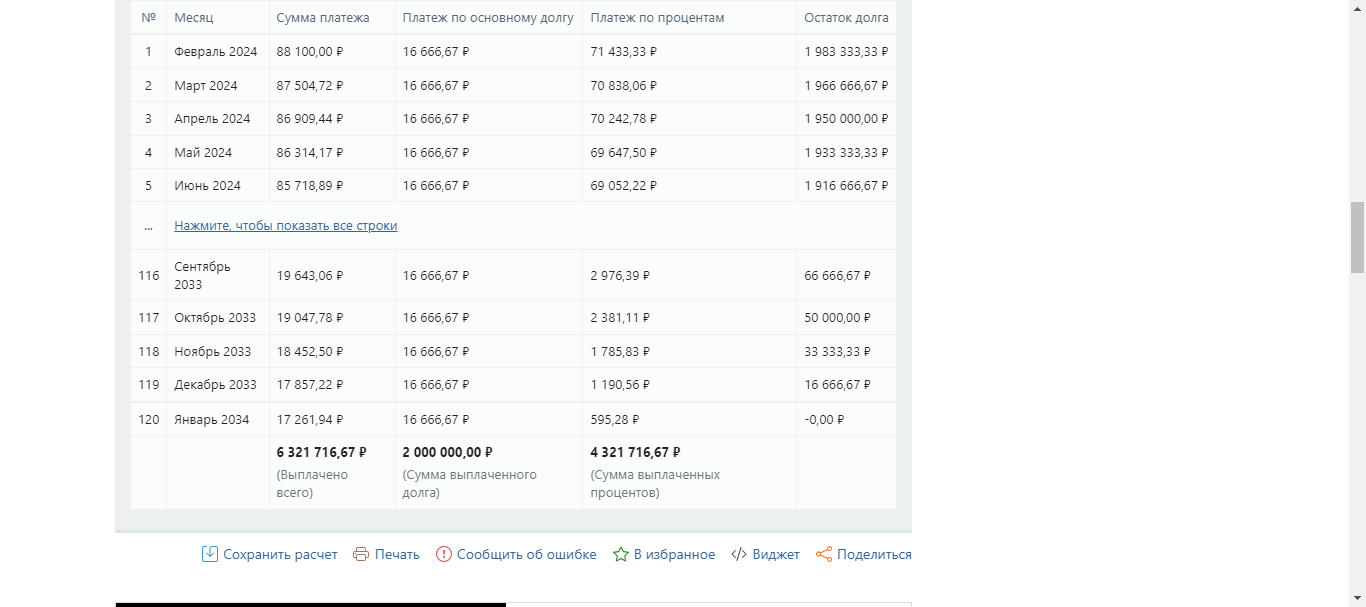 № Месяц Сумма платежа Платеж по основному долгу Платеж по процентам Остаток долга
1 Февраль 2024 88 100,00 ₽ 16 666,67 ₽ 71 433,33 ₽ 1 983 333,33 ₽
2 Март 2024 87 504,72 ₽ 16 666,67 ₽ 70 838,06 ₽ 1 966 666,67 ₽
3 Апрель 2024 86 909,44 ₽ 16 666,67 ₽ 70 242,78 ₽ 1 950 000,00 ₽
4 Май 2024 86 314,17 ₽ 16 666,67 ₽ 69 647,50 ₽ 1 933 333,33 ₽
5 Июнь 2024 85 718,89 ₽ 16 666,67 ₽ 69 052,22 ₽ 1 916 666,67 ₽
... Нажмите, чтобы показать все строки
116 Сентябрь 2033 19 643,06 ₽ 16 666,67 ₽ 2 976,39 ₽ 66 666,67 ₽
117 Октябрь 2033 19 047,78 ₽ 16 666,67 ₽ 2 381,11 ₽ 50 000,00 ₽
118 Ноябрь 2033 18 452,50 ₽ 16 666,67 ₽ 1 785,83 ₽ 33 333,33 ₽
119 Декабрь 2033 17 857,22 ₽ 16 666,67 ₽ 1 190,56 ₽ 16 666,67 ₽
120 Январь 2034 17 261,94 ₽ 16 666,67 ₽ 595,28 ₽ -0,00 ₽
6 321 716,67 ₽ 2 000 000,00 ₽ 4 321 716,67 ₽
(Выплачено (Сумма выплаченного (Сумма выплаченных
всего) долга) процентов)
Сохранить расчет Печать Сообщить об ошибке В избранное Виджет Поделиться